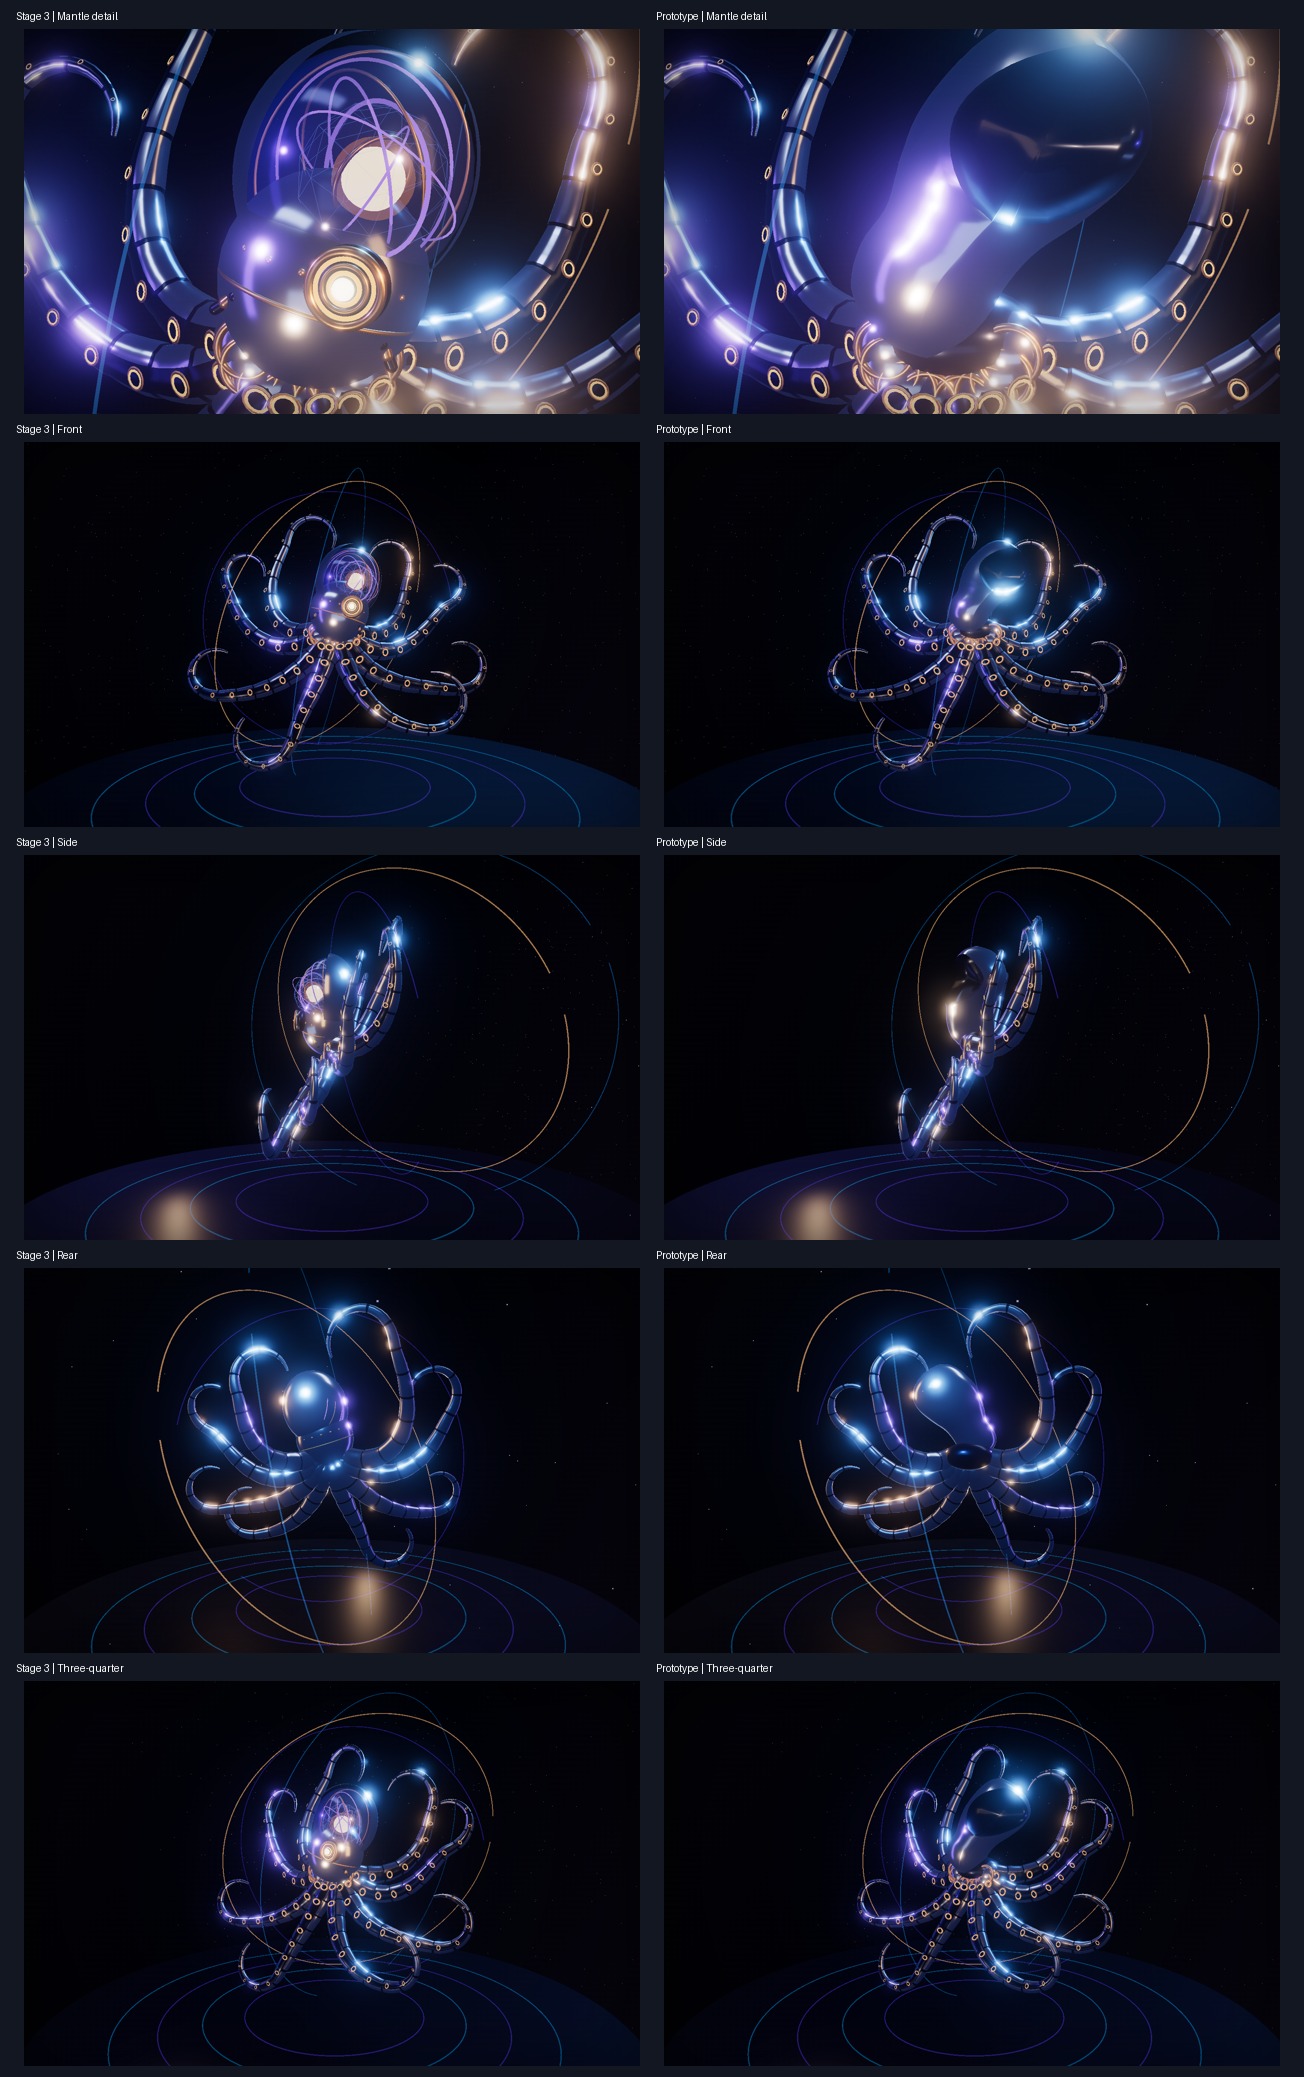 Stage 3 | Mantle detail
Prototype | Mantle detail
Stage 3 | Front
Prototype | Front
Stage 3 | Side
Prototype | Side
Stage 3 | Rear
Prototype | Rear
Stage 3 | Three-quarter
Prototype | Three-quarter